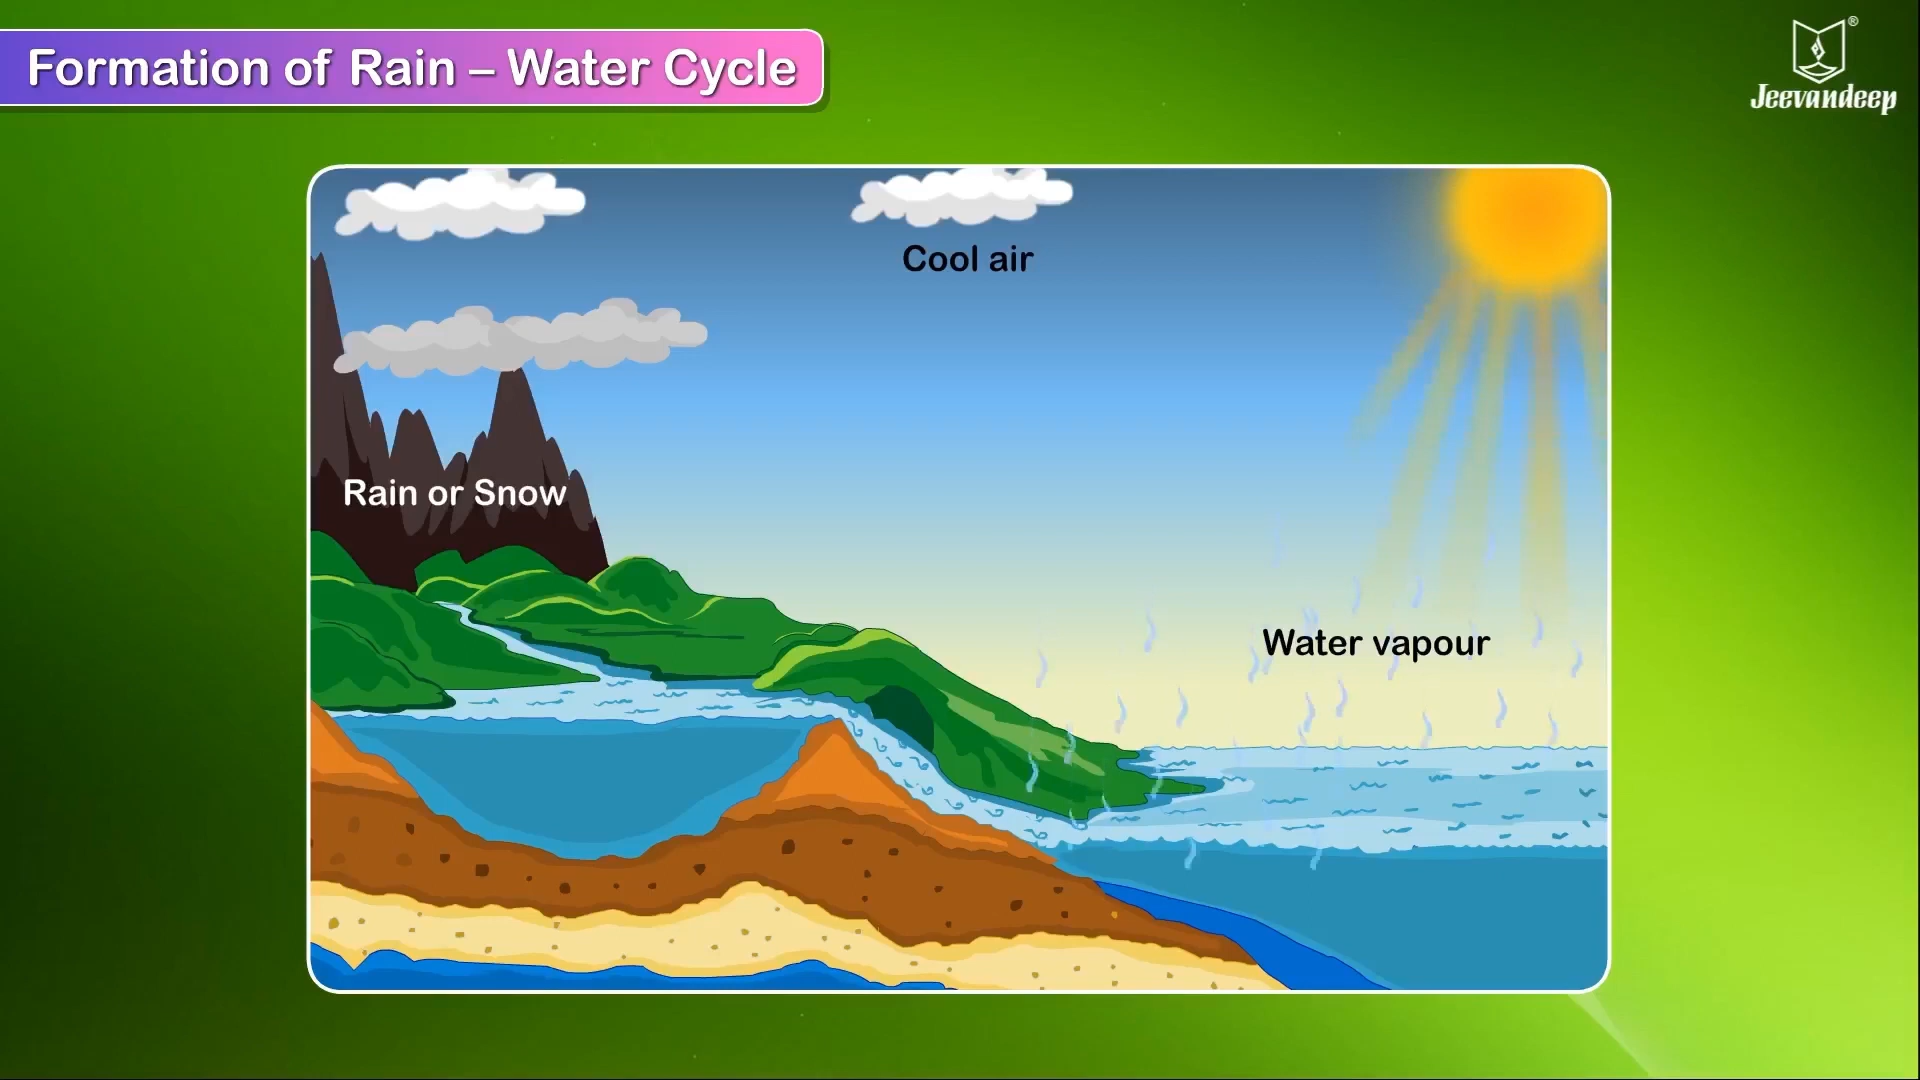 Formation of Rain – Water Cycle
®
Jeevandeep
Cool air
Rain or Snow
Water vapour